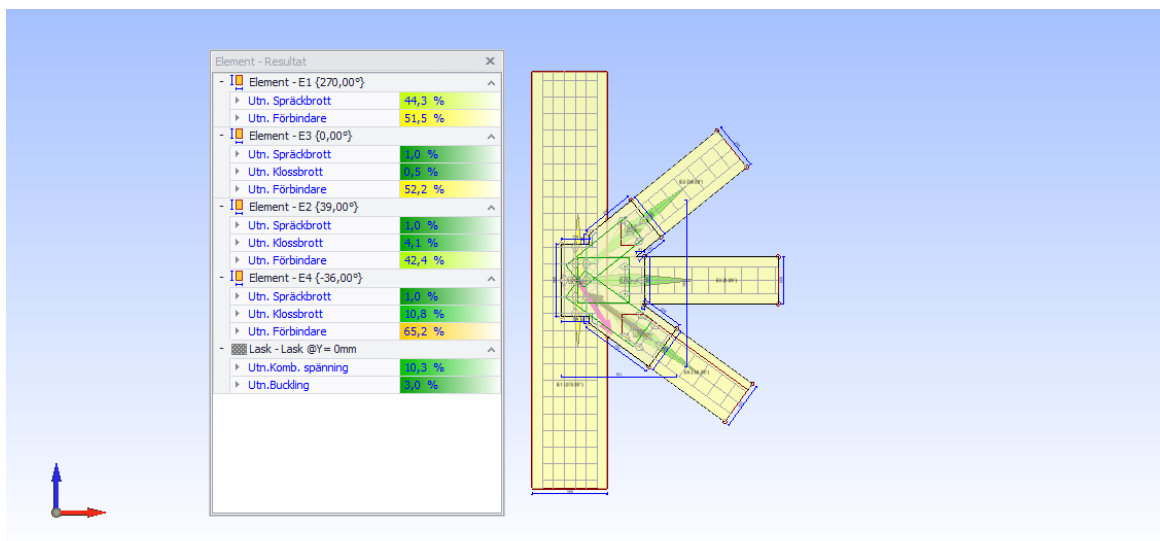 Element - Resultat
Element - E1 {270,00°}
Utn. Spräckbrott 44,3 %
Utn. Förbindare 51,5 %
Element - E3 {0,00°}
Utn. Spräckbrott 1,0 %
Utn. Klossbrott 0,5 %
Utn. Förbindare 52,2 %
Element - E2 {39,00°}
Utn. Spräckbrott 1,0 %
Utn. Klossbrott 4,1 %
Utn. Förbindare 42,4 %
Element - E4 {-36,00°}
Utn. Spräckbrott 1,0 %
Utn. Klossbrott 10,8 %
Utn. Förbindare 65,2 %
Lask - Lask @Y= 0mm
Utn.Komb. spänning 10,3 %
Utn.Buckling 3,0 %